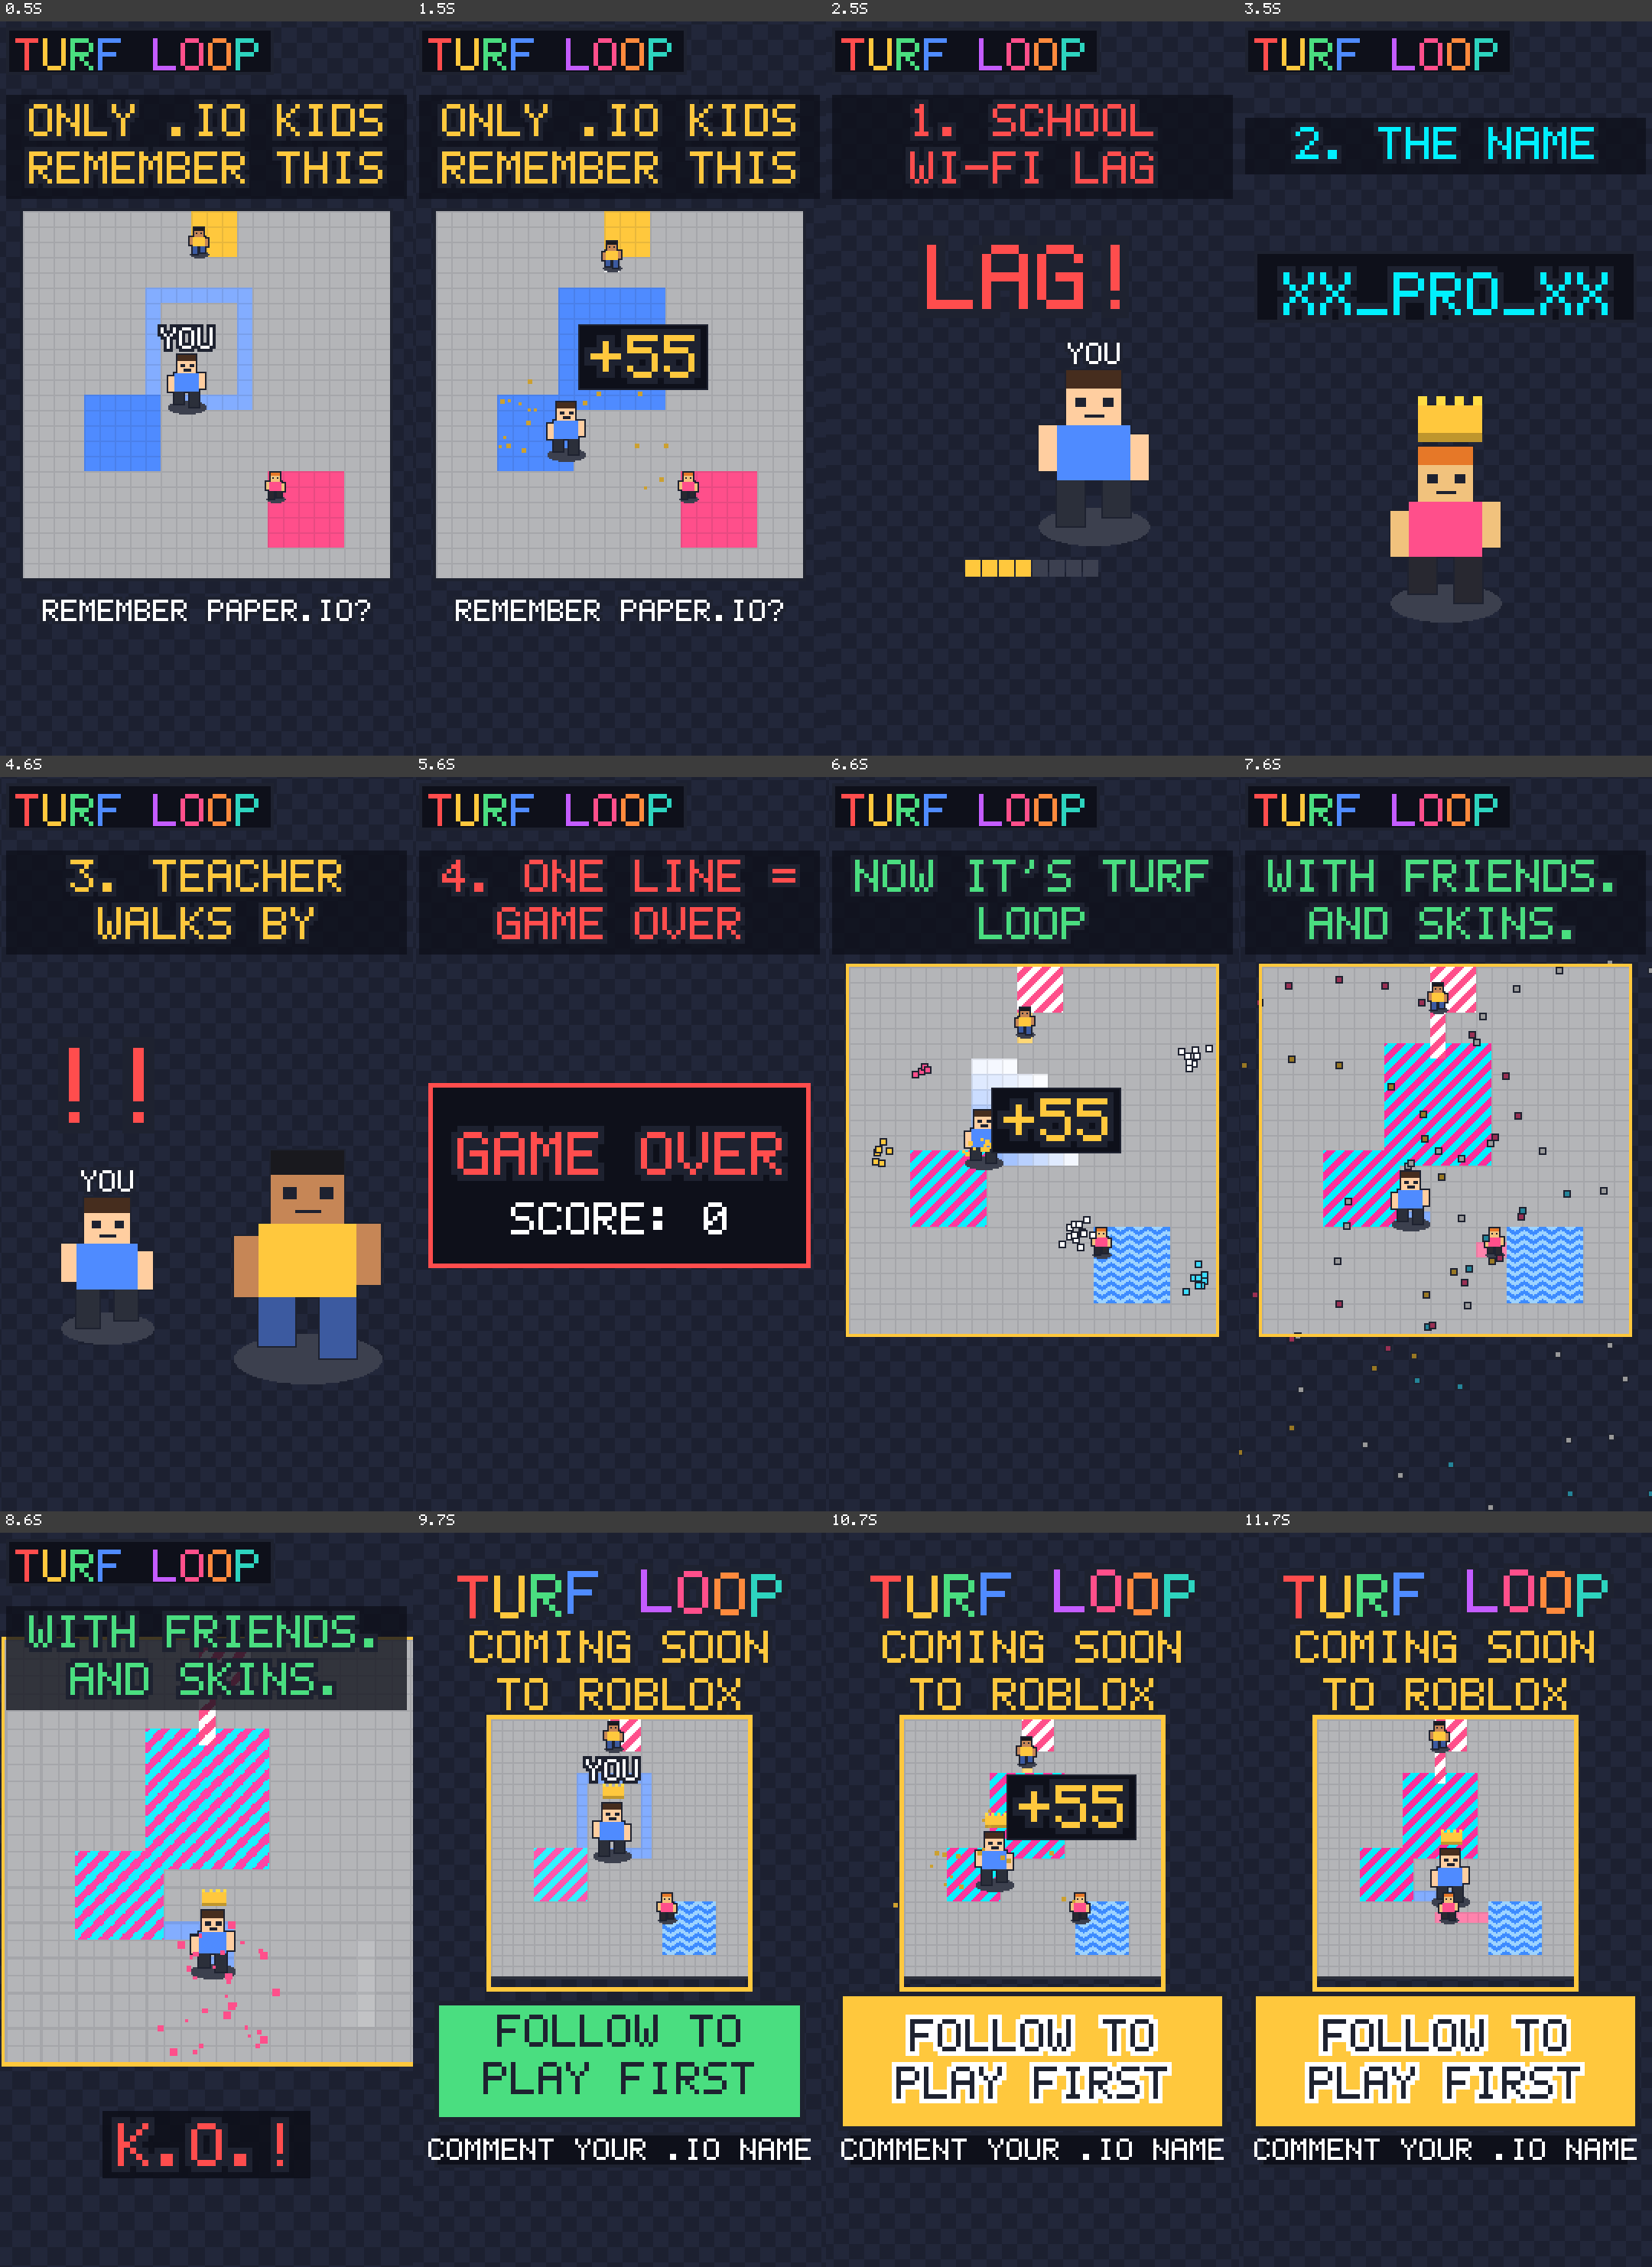 0.5S
TURF LOOP
ONLY .IO KIDS
REMEMBER THIS
YOU
REMEMBER PAPER.IO?
1.5S
TURF LOOP
ONLY .IO KIDS
REMEMBER THIS
+55
REMEMBER PAPER.IO?
2.5S
TURF LOOP
1. SCHOOL
WI-FI LAG
LAG!
YOU
3.5S
TURF LOOP
2. THE NAME
XX_PRO_XX
4.6S
TURF LOOP
3. TEACHER
WALKS BY
! !
YOU
5.6S
TURF LOOP
4. ONE LINE =
GAME OVER
GAME OVER
SCORE: 0
6.6S
TURF LOOP
NOW IT'S TURF
LOOP
+55
7.6S
TURF LOOP
WITH FRIENDS.
AND SKINS.
8.6S
TURF LOOP
WITH FRIENDS.
AND SKINS.
K.O.!
9.7S
TURF LOOP
COMING SOON
TO ROBLOX
YOU
FOLLOW TO
PLAY FIRST
COMMENT YOUR .IO NAME
10.7S
TURF LOOP
COMING SOON
TO ROBLOX
+55
FOLLOW TO
PLAY FIRST
COMMENT YOUR .IO NAME
11.7S
TURF LOOP
COMING SOON
TO ROBLOX
FOLLOW TO
PLAY FIRST
COMMENT YOUR .IO NAME